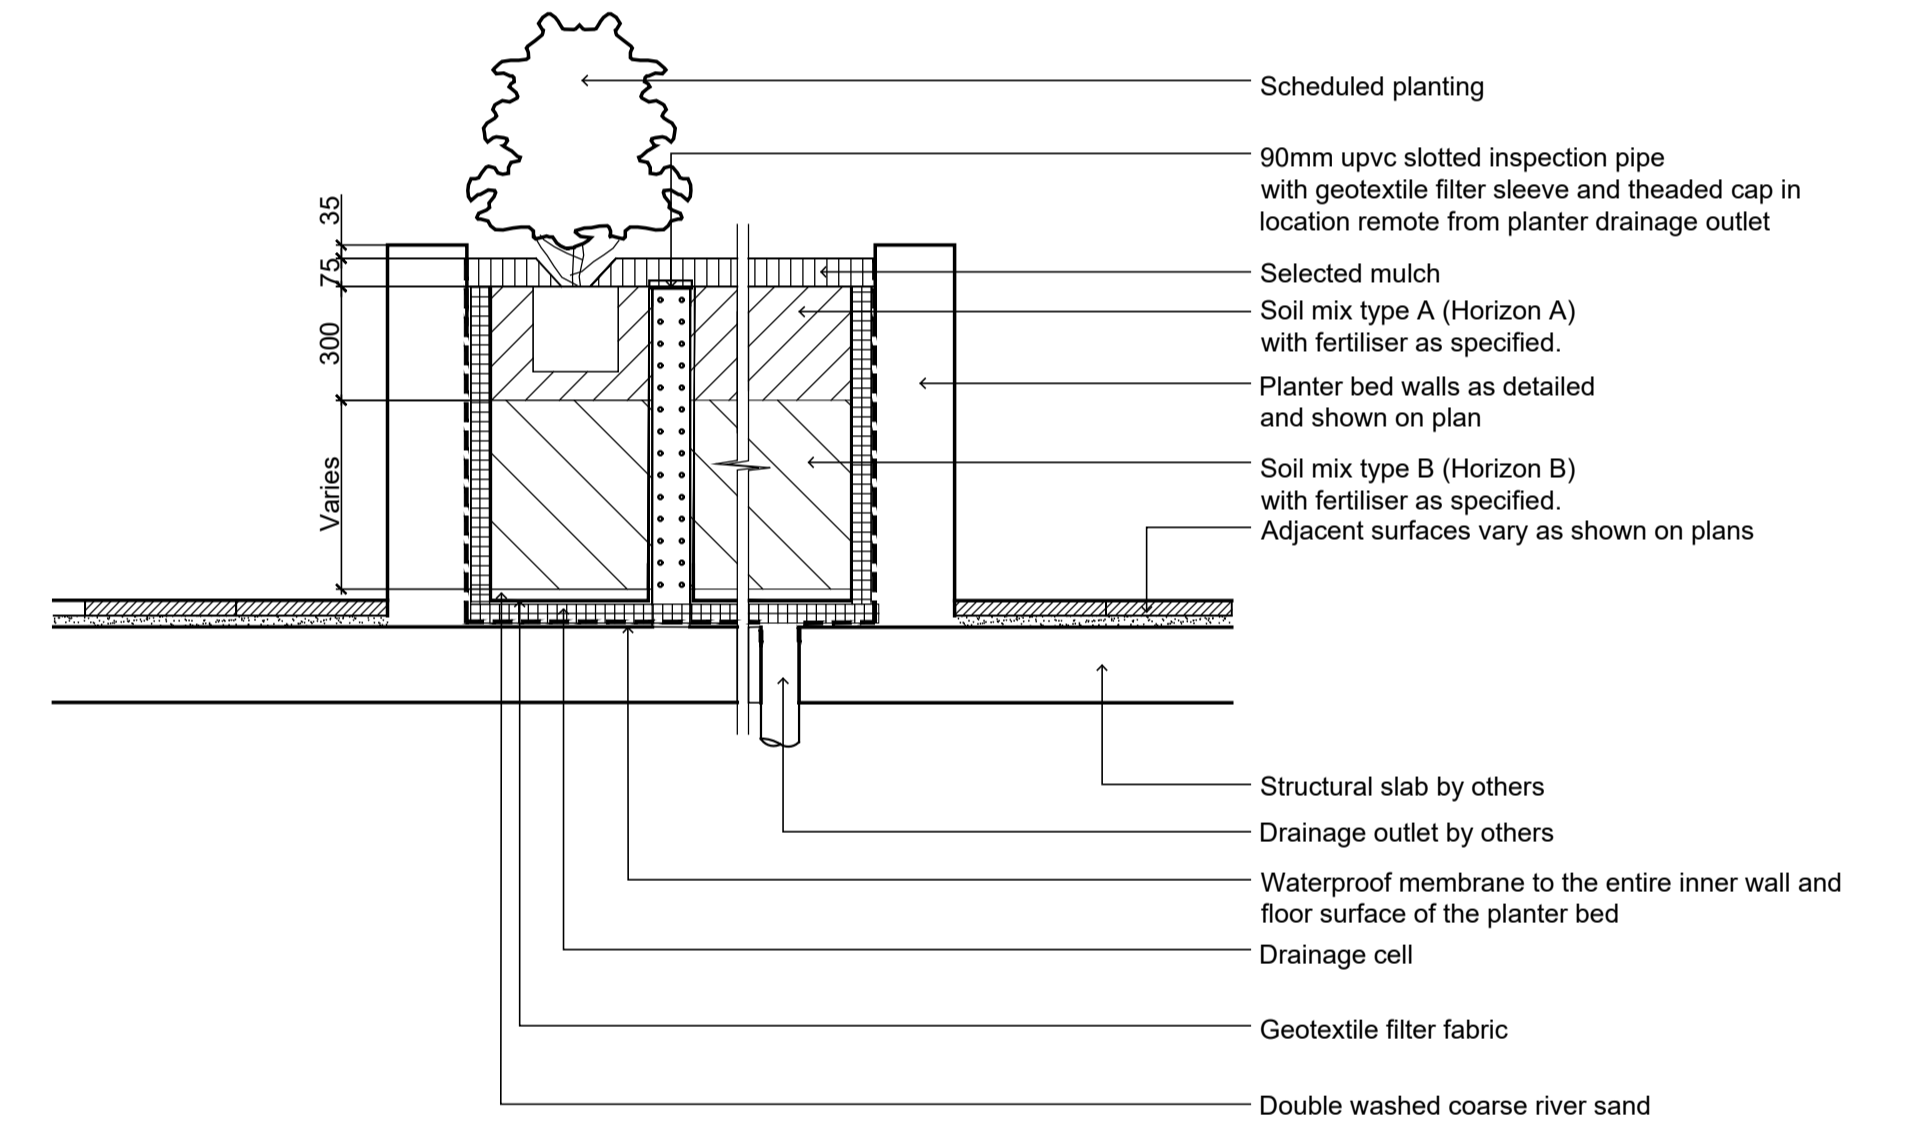 Scheduled planting
90mm upvc slotted inspection pipe
with geotextile filter sleeve and theaded cap in
location remote from planter drainage outlet
35
75
300
Varies
Selected mulch
Soil mix type A (Horizon A)
with fertiliser as specified.
Planter bed walls as detailed
and shown on plan
Soil mix type B (Horizon B)
with fertiliser as specified.
Adjacent surfaces vary as shown on plans
Structural slab by others
Drainage outlet by others
Waterproof membrane to the entire inner wall and
floor surface of the planter bed
Drainage cell
Geotextile filter fabric
Double washed coarse river sand